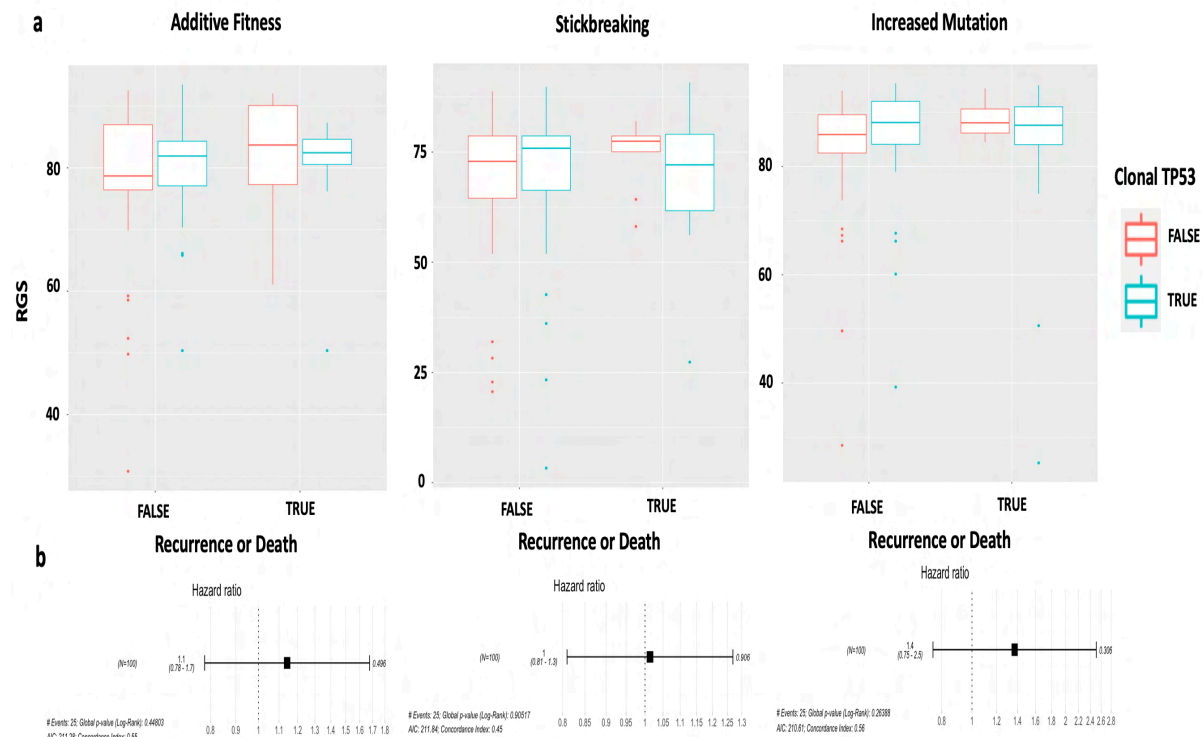 a
Additive Fitness
Stickbreaking
Increased Mutation
RGS
80
60
40
75
50
25
0
80
60
40
Clonal TP53
FALSE
TRUE
FALSE
TRUE
FALSE
TRUE
FALSE
TRUE
Recurrence or Death
Recurrence or Death
Recurrence or Death
b
Hazard ratio
(N=100)
1.1
(0.78 - 1.7)
0.496
# Events: 25; Global p-value (Log-Rank): 0.44803
AIC: 211.28; Concordance Index: 0.55
0.8 0.9 1 1.1 1.2 1.3 1.4 1.5 1.6 1.7 1.8
Hazard ratio
(N=100)
1
(0.81 - 1.3)
0.906
# Events: 25; Global p-value (Log-Rank): 0.90517
AIC: 211.84; Concordance Index: 0.45
0.8 0.85 0.9 0.95 1 1.05 1.1 1.15 1.2 1.25 1.3
Hazard ratio
(N=100)
1.4
(0.75 - 2.5)
0.306
# Events: 25; Global p-value (Log-Rank): 0.26388
AIC: 210.61; Concordance Index: 0.56
0.8 1 1.2 1.4 1.6 1.8 2 2.2 2.4 2.6 2.8